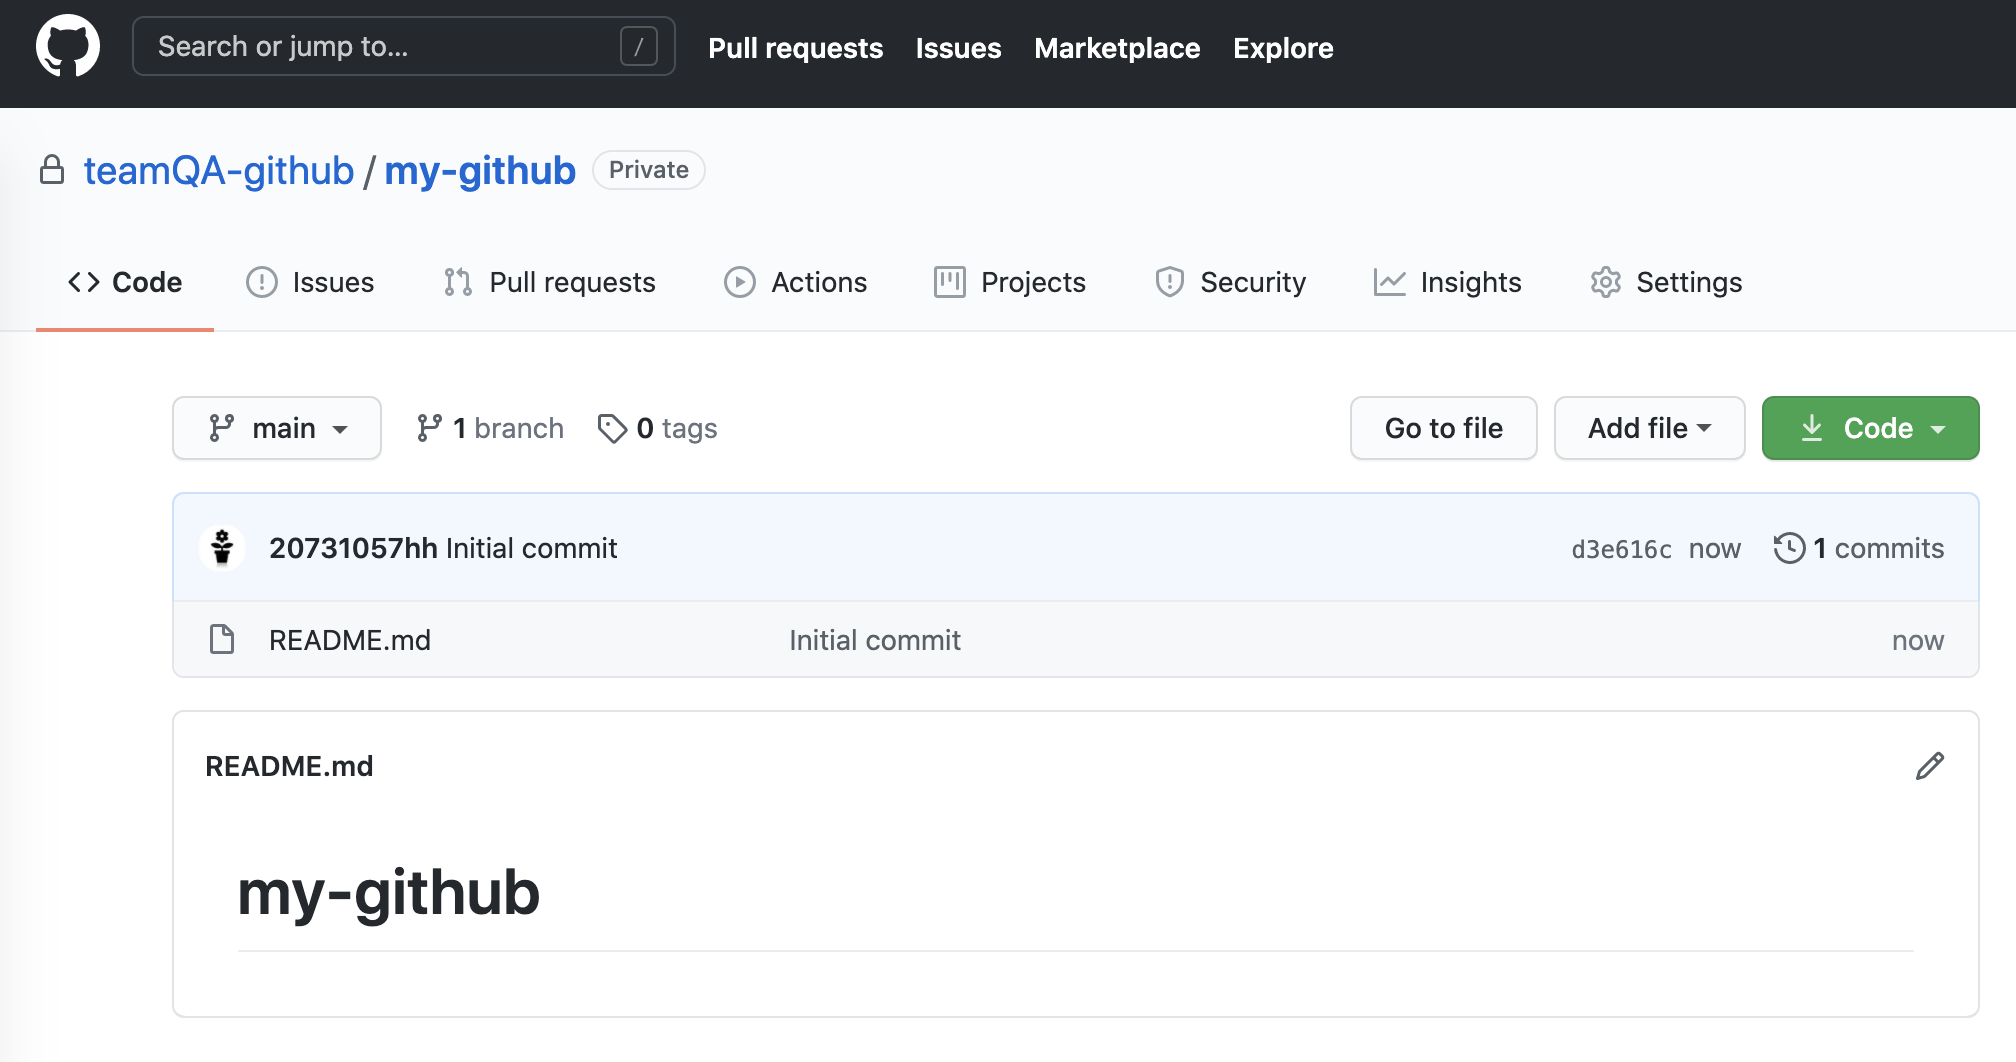 Search or jump to... / Pull requests Issues Marketplace Explore
teamQA-github / my-github Private
Code Issues Pull requests Actions Projects Security Insights Settings
main 1 branch 0 tags Go to file Add file Code
20731057hh Initial commit d3e616c now 1 commits
README.md Initial commit now
README.md
my-github